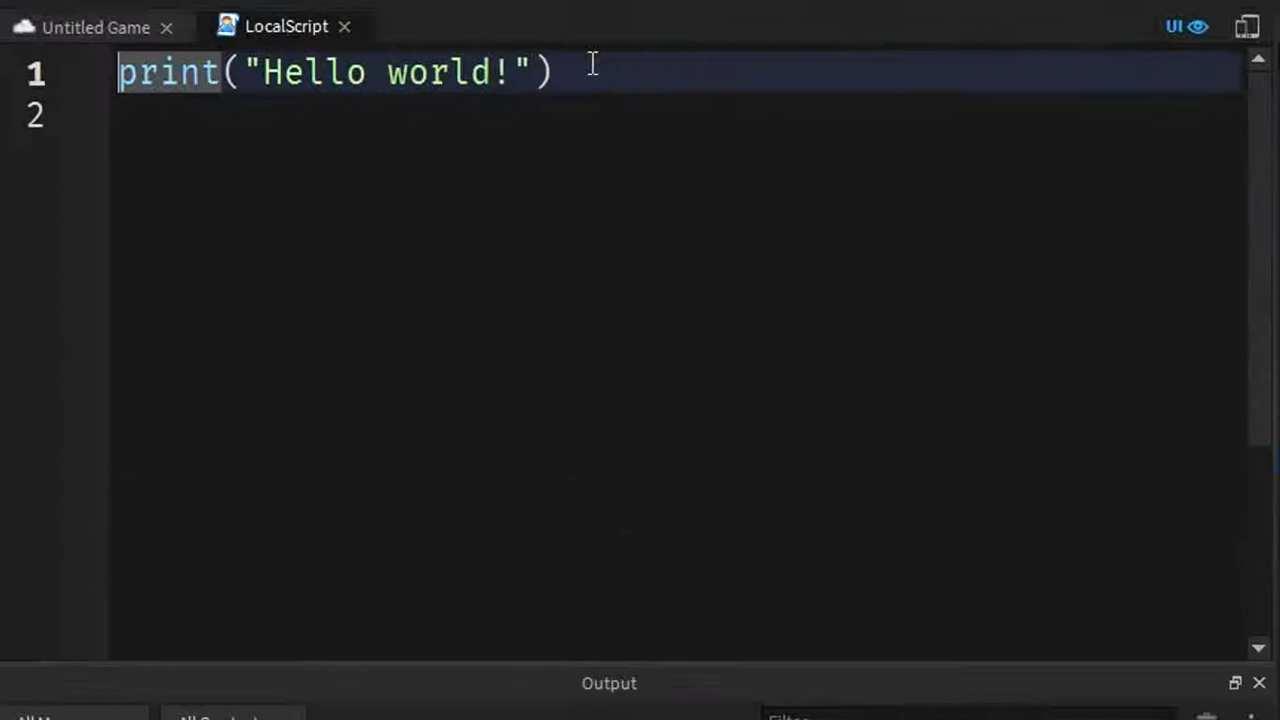 Untitled Game
LocalScript
UI
1 print("Hello world!")
2
Output